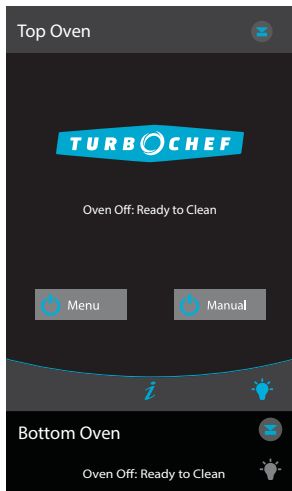 Top Oven
TURBOCHEF
Oven Off: Ready to Clean
Menu
Manual
i
Bottom Oven
Oven Off: Ready to Clean